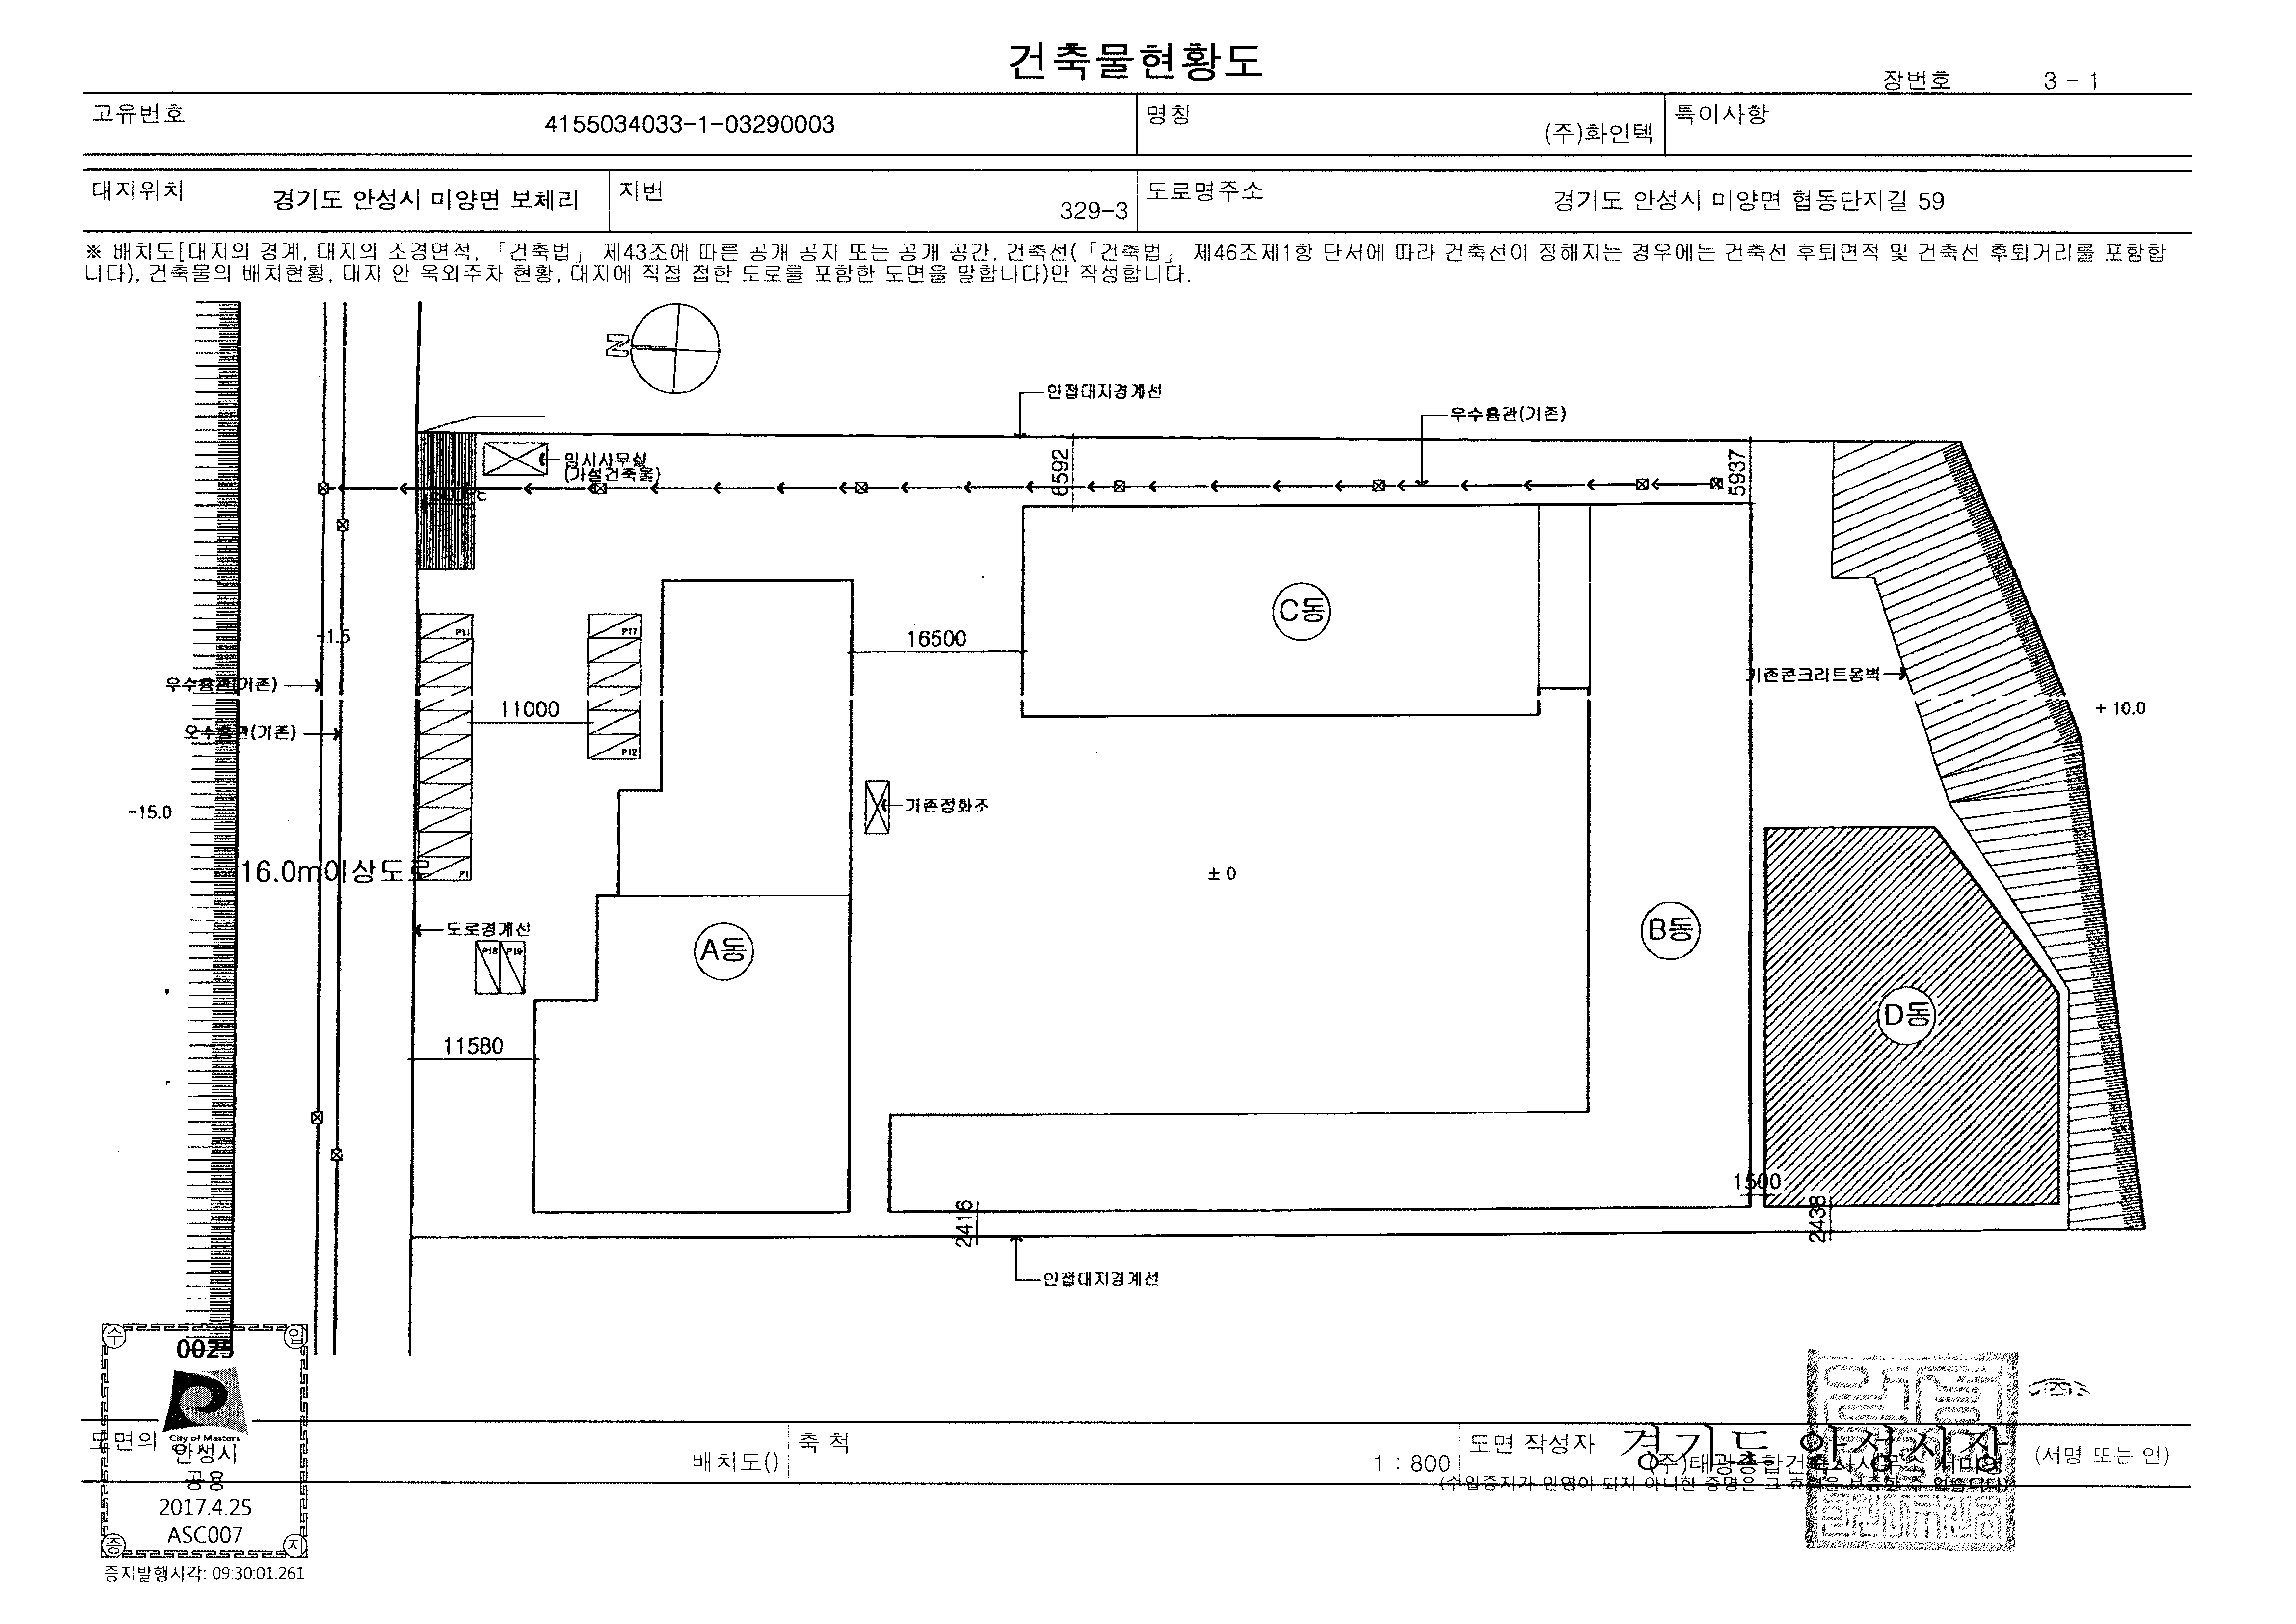 건축물현황도
장번호 3 - 1
고유번호 4155034033-1-03290003 명칭 (주)화인텍 특이사항
대지위치 경기도 안성시 미양면 보체리 지번 329-3 도로명주소 경기도 안성시 미양면 협동단지길 59
※ 배치도[대지의 경계, 대지의 조경면적, 「건축법」 제43조에 따른 공개 공지 또는 공개 공간, 건축선(「건축법」 제46조제1항 단서에 따라 건축선이 정해지는 경우에는 건축선 후퇴면적 및 건축선 후퇴거리를 포함합
니다), 건축물의 배치현황, 대지 안 옥외주차 현황, 대지에 직접 접한 도로를 포함한 도면을 말합니다)만 작성합니다.
N
인접대지경계선
우수흄관(기존)
임시사무실
(가설건축물)
6592
5937
C동
P11
P17
-1.5
16500
기존콘크리트옹벽
우수흄관(기존)
11000
+ 10.0
오수흄관(기존)
P12
기존정화조
-15.0
16.0m이상도로
P1
± 0
도로경계선
A동
B동
P18 P19
D동
11580
1500
2416
2438
인접대지경계선
수 입
0025
City of Masters
안성시
공용
2017.4.25
ASC007
증 지
증지발행시각: 09:30:01.261
도면의
배치도()
축 척 1 : 800
도면 작성자
경기도 안성시장
(주)태광종합건축사사무소 서미영
(서명 또는 인)
(수입증지가 인영이 되지 아니한 증명은 그 효력을 보증할 수 없습니다)